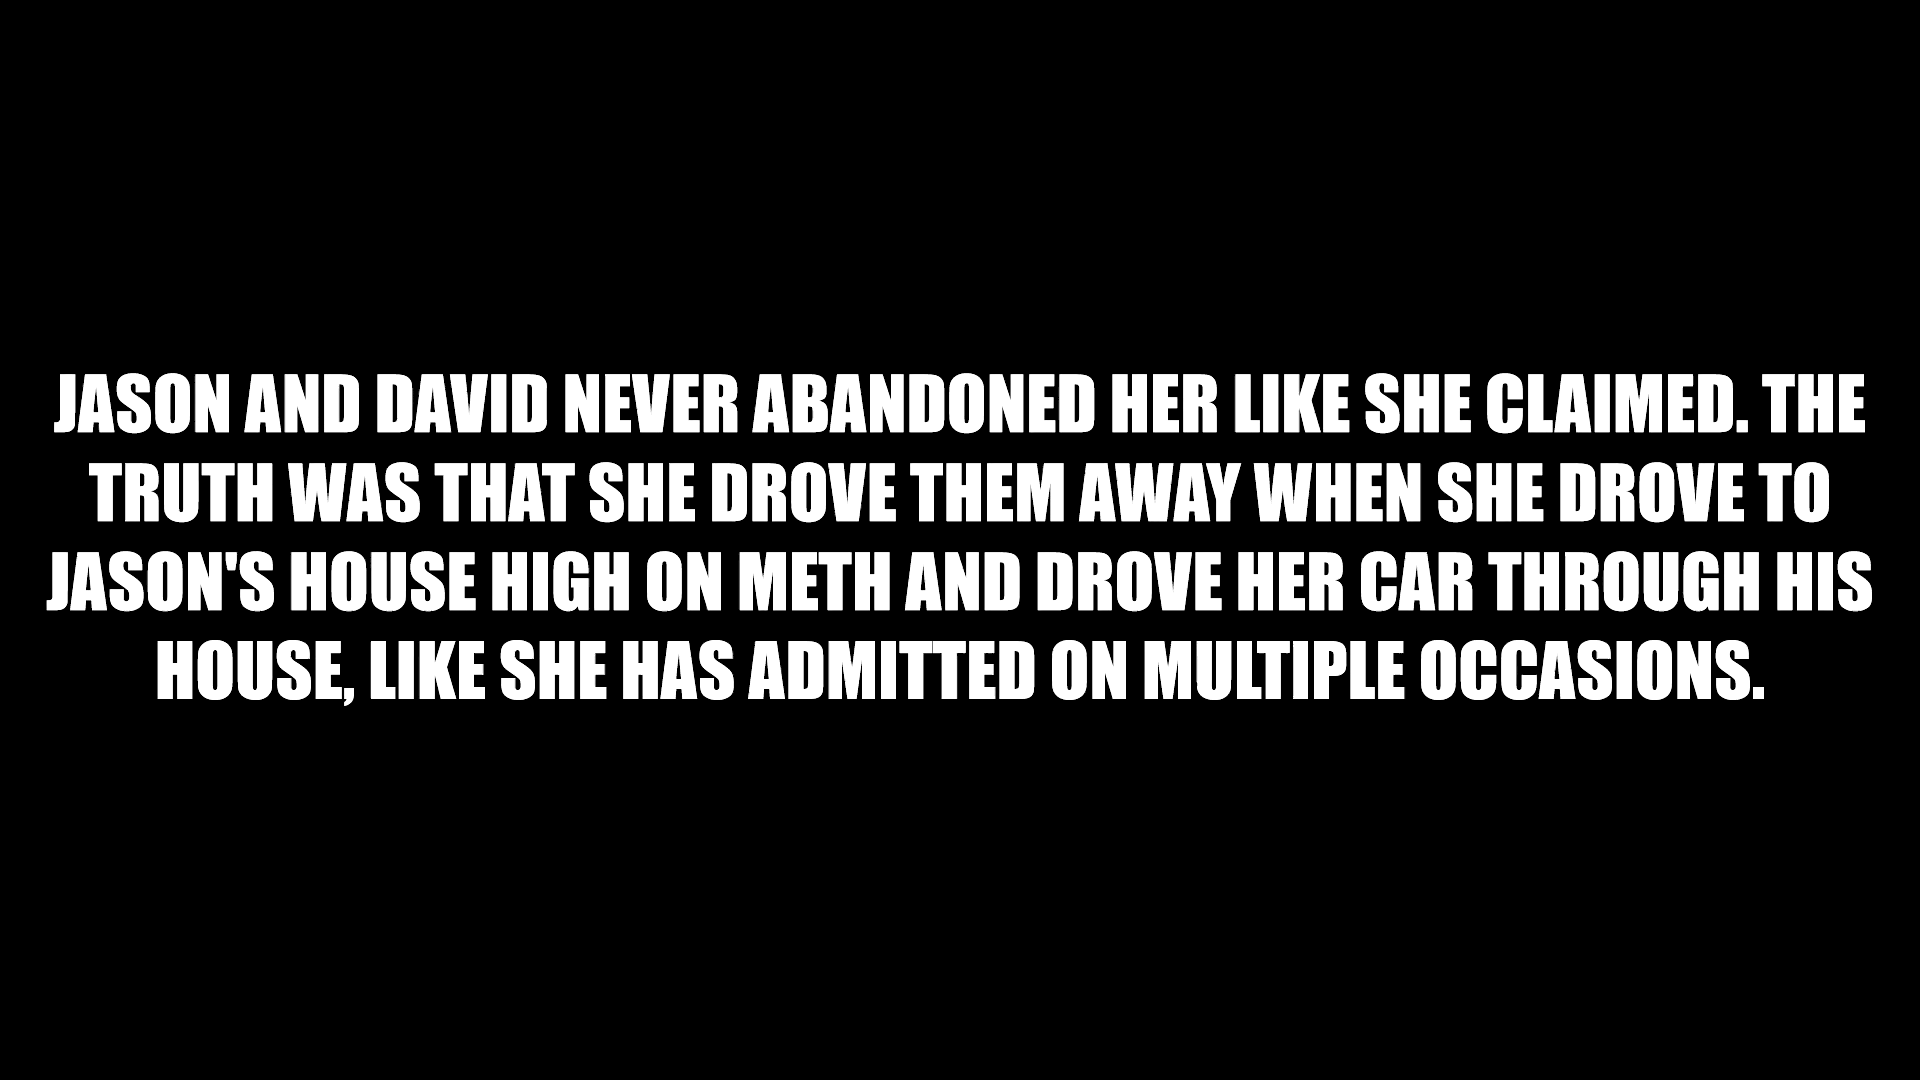 JASON AND DAVID NEVER ABANDONED HER LIKE SHE CLAIMED. THE
TRUTH WAS THAT SHE DROVE THEM AWAY WHEN SHE DROVE TO
JASON'S HOUSE HIGH ON METH AND DROVE HER CAR THROUGH HIS
HOUSE, LIKE SHE HAS ADMITTED ON MULTIPLE OCCASIONS.